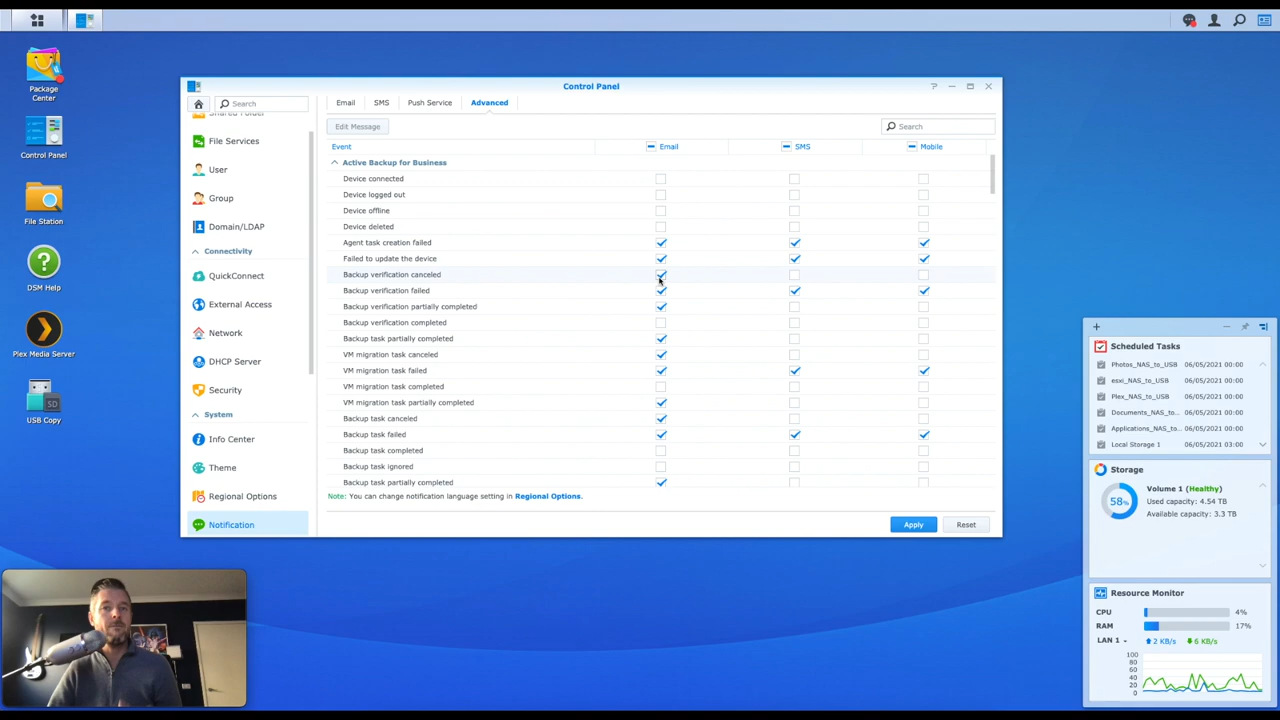 Package
Center
Control Panel
File Station
DSM Help
Plex Media Server
SD
USB Copy
Control Panel
?
Search
Shared Folder
File Services
User
Group
Domain/LDAP
Connectivity
QuickConnect
External Access
Network
DHCP Server
Security
System
Info Center
Theme
Regional Options
Notification
Email SMS Push Service Advanced
Edit Message
Search
Event Email SMS Mobile
Active Backup for Business
Device connected
Device logged out
Device offline
Device deleted
Agent task creation failed
Failed to update the device
Backup verification canceled
Backup verification failed
Backup verification partially completed
Backup verification completed
Backup task partially completed
VM migration task canceled
VM migration task failed
VM migration task completed
VM migration task partially completed
Backup task canceled
Backup task failed
Backup task completed
Backup task ignored
Backup task partially completed
Note: You can change notification language setting in Regional Options.
Apply Reset
Scheduled Tasks
Photos_NAS_to_USB 06/05/2021 00:00
esxi_NAS_to_USB 06/05/2021 00:00
Plex_NAS_to_USB 06/05/2021 00:00
Documents_NAS_to... 06/05/2021 00:00
Applications_NAS_to... 06/05/2021 00:00
Local Storage 1 06/05/2021 03:00
Storage
58%
Volume 1 (Healthy)
Used capacity: 4.54 TB
Available capacity: 3.3 TB
Resource Monitor
CPU 4%
RAM 17%
LAN 1 2 KB/s 6 KB/s
100
80
60
40
20
0